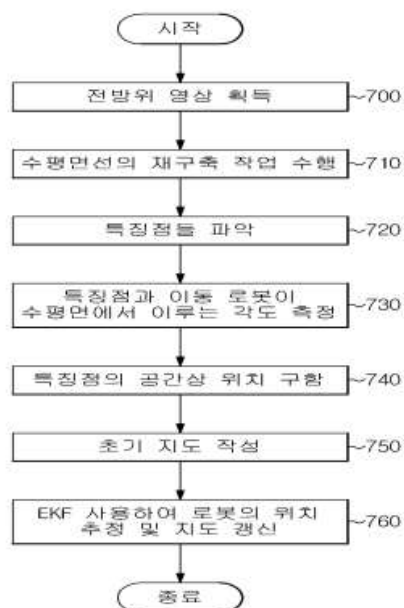 시작
전방위 영상 획득
~700
수평면선의 재구축 작업 수행
~710
특징점들 파악
~720
특징점과 이동 로봇이
수평면에서 이루는 각도 측정
~730
특징점의 공간상 위치 구함
~740
초기 지도 작성
~750
EKF 사용하여 로봇의 위치
추정 및 지도 갱신
~760
종료